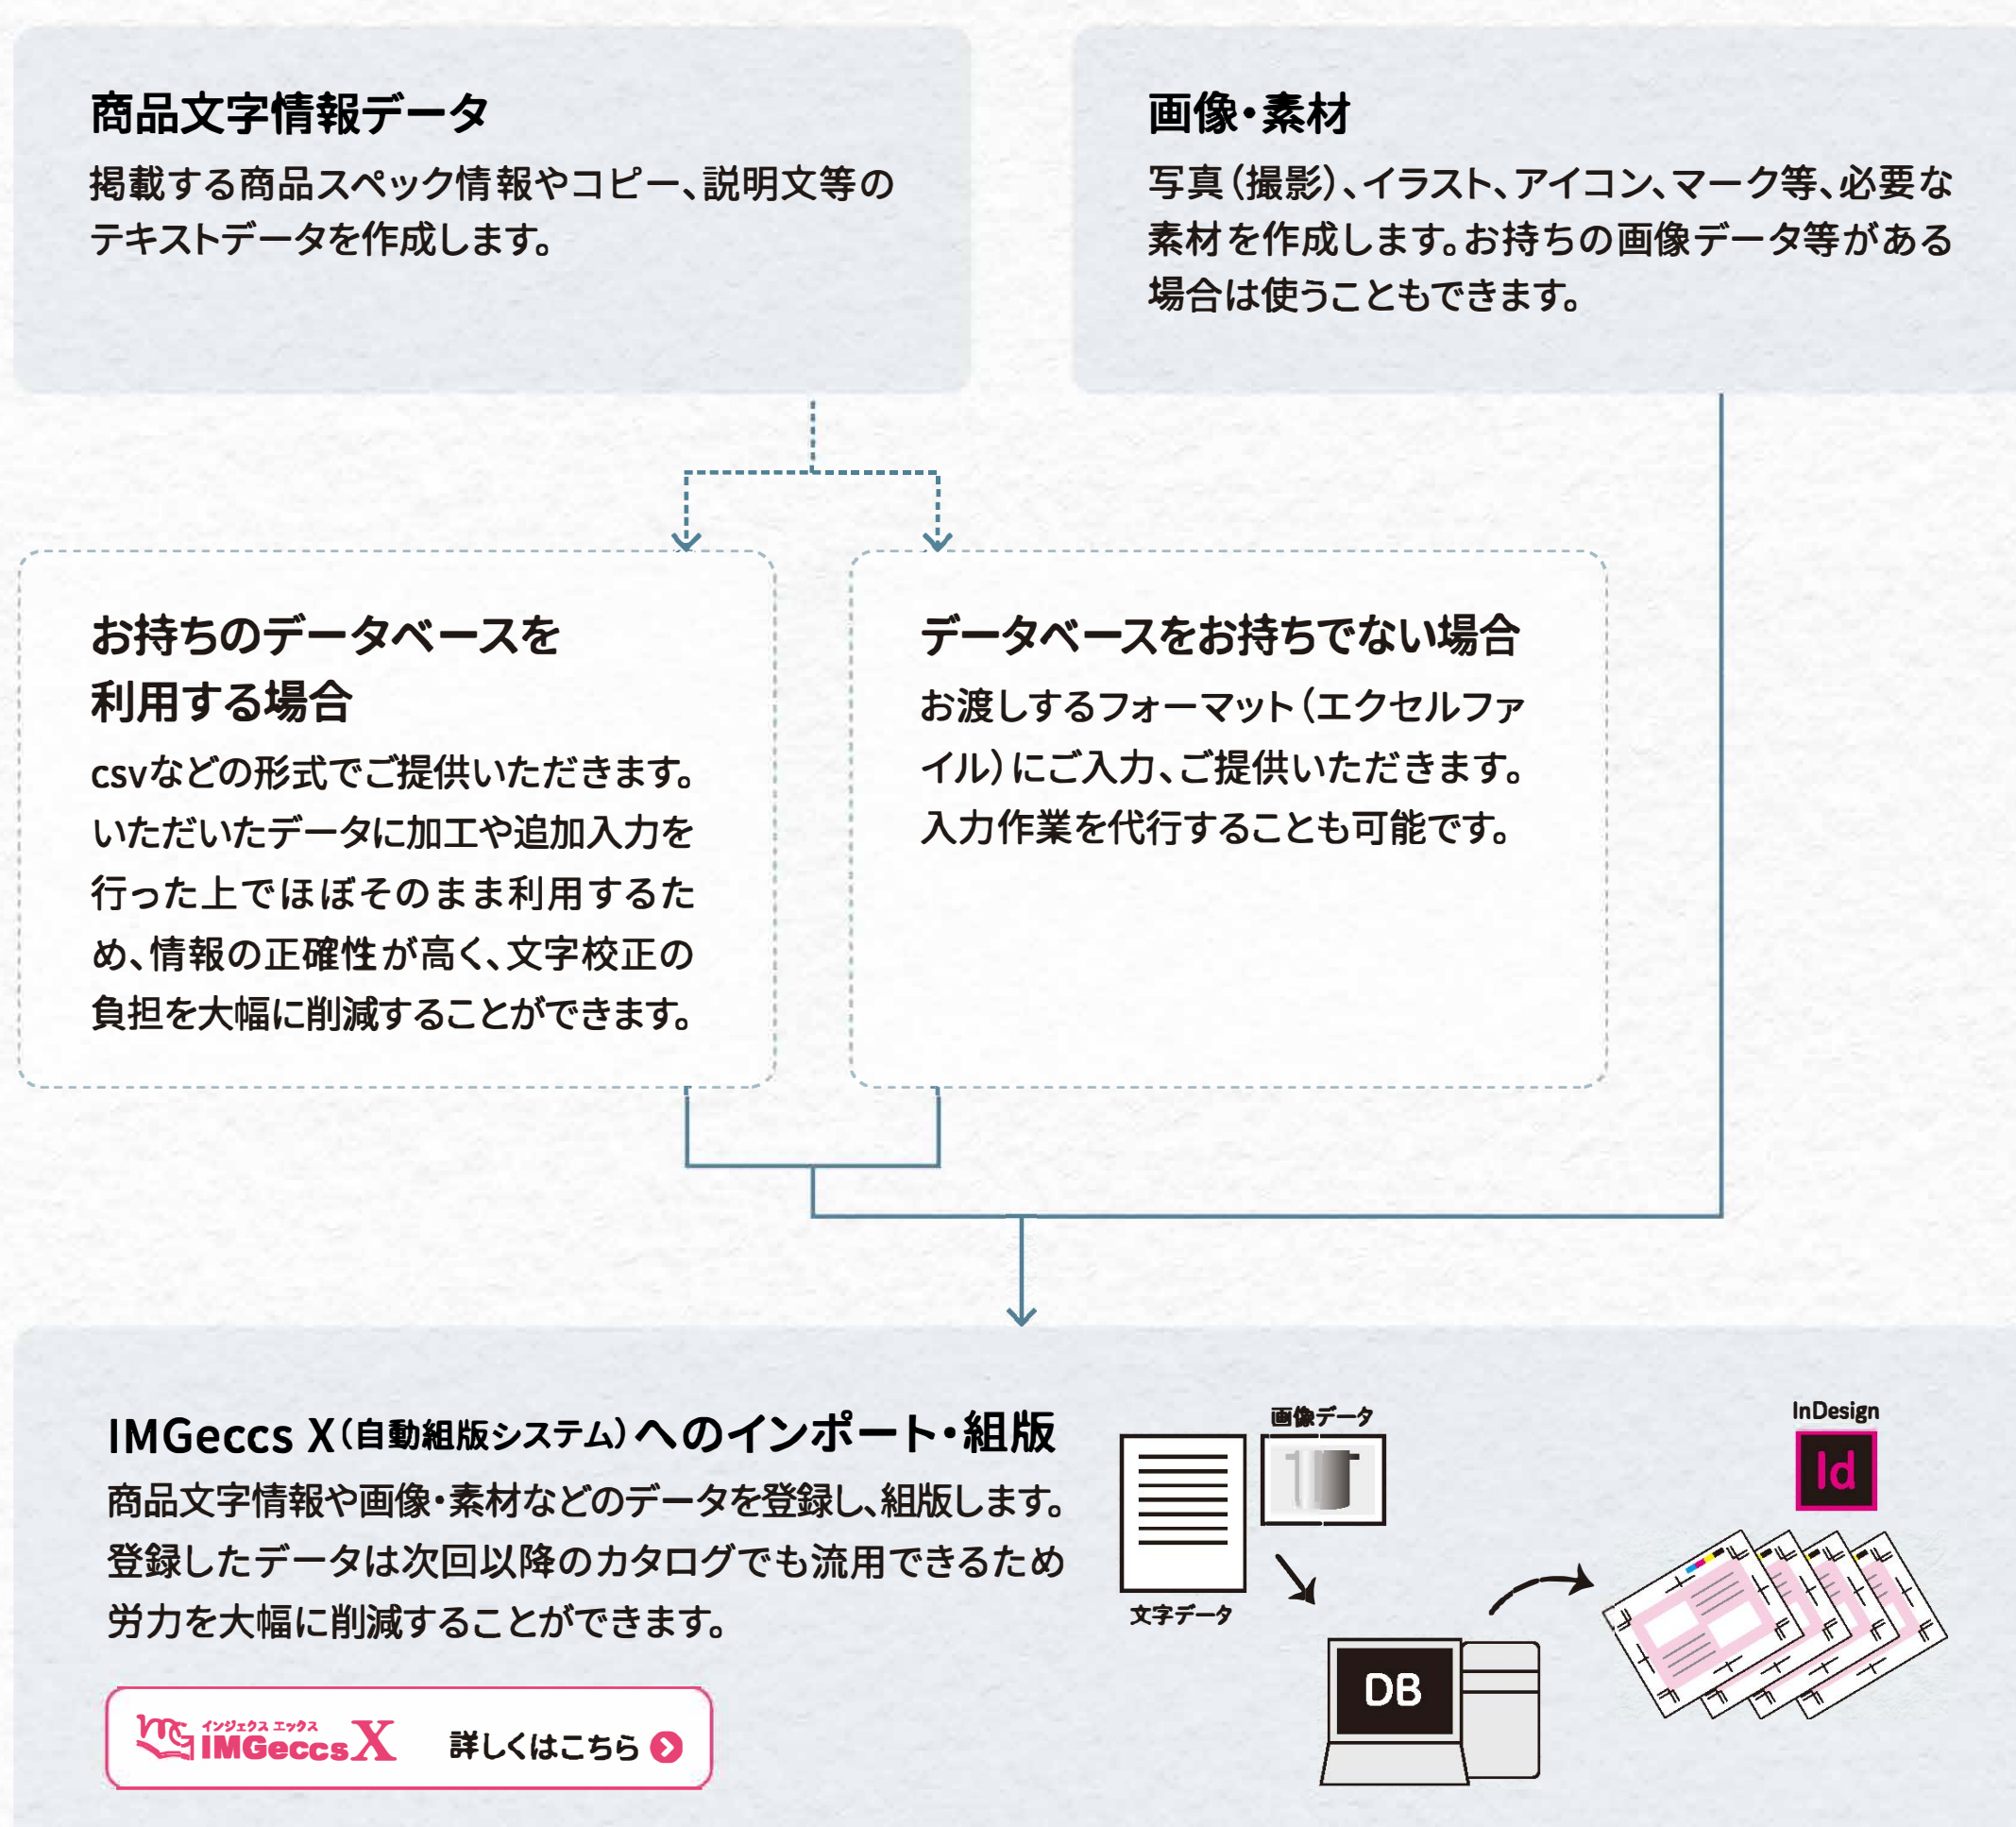 商品文字情報データ
掲載する商品スペック情報やコピー、説明文等の
テキストデータを作成します。
画像・素材
写真（撮影）、イラスト、アイコン、マーク等、必要な
素材を作成します。お持ちの画像データ等がある
場合は使うこともできます。
お持ちのデータベースを
利用する場合
csvなどの形式でご提供いただきます。
いただいたデータに加工や追加入力を
行った上でほぼそのまま利用するた
め、情報の正確性が高く、文字校正の
負担を大幅に削減することができます。
データベースをお持ちでない場合
お渡しするフォーマット（エクセルファ
イル）にご入力、ご提供いただきます。
入力作業を代行することも可能です。
IMGeccs X（自動組版システム）へのインポート・組版
商品文字情報や画像・素材などのデータを登録し、組版します。
登録したデータは次回以降のカタログでも流用できるため
労力を大幅に削減することができます。
インジェクス エックス
IMGeccs X
詳しくはこちら
画像データ
文字データ
DB
InDesign
Id